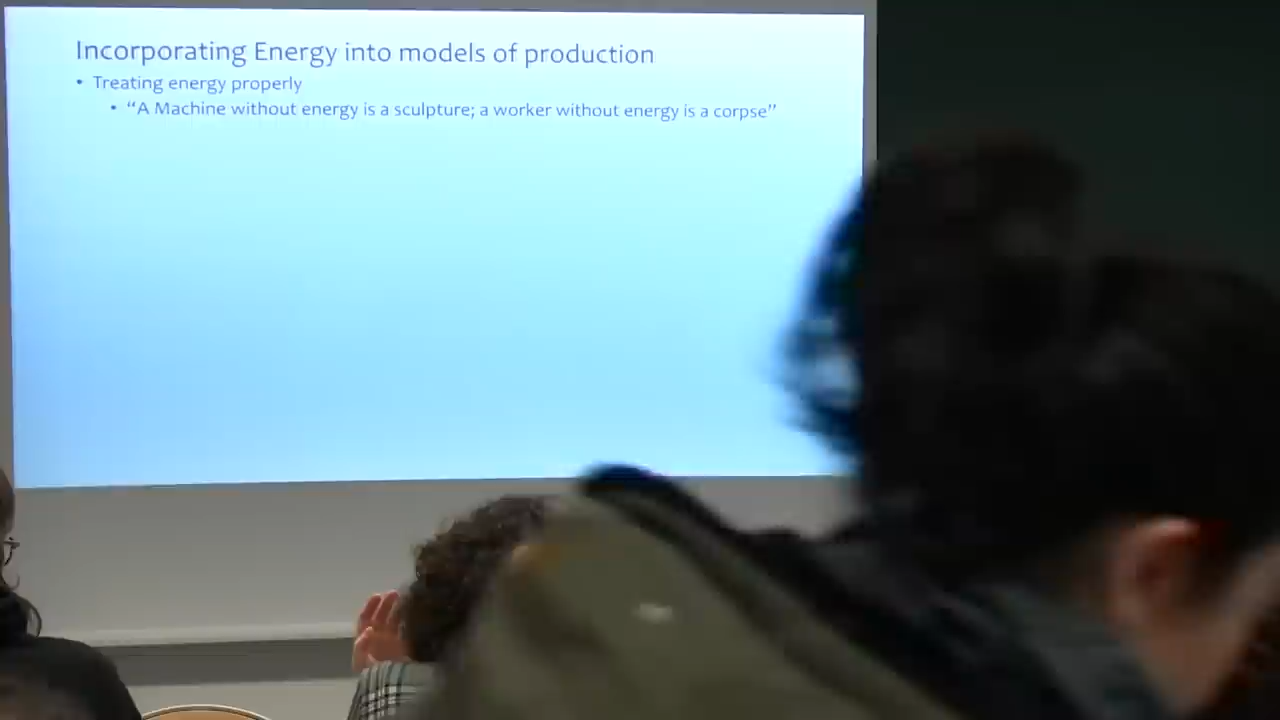 Incorporating Energy into models of production
• Treating energy properly
• “A Machine without energy is a sculpture; a worker without energy is a corpse”